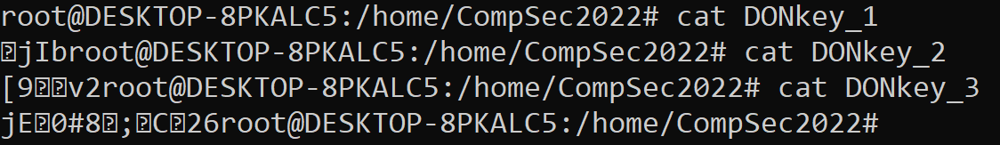 root@DESKTOP-8PKALC5:/home/CompSec2022# cat DONkey_1
�jIbroot@DESKTOP-8PKALC5:/home/CompSec2022# cat DONkey_2
[9��v2root@DESKTOP-8PKALC5:/home/CompSec2022# cat DONkey_3
jE�0#8�;�C�26root@DESKTOP-8PKALC5:/home/CompSec2022#